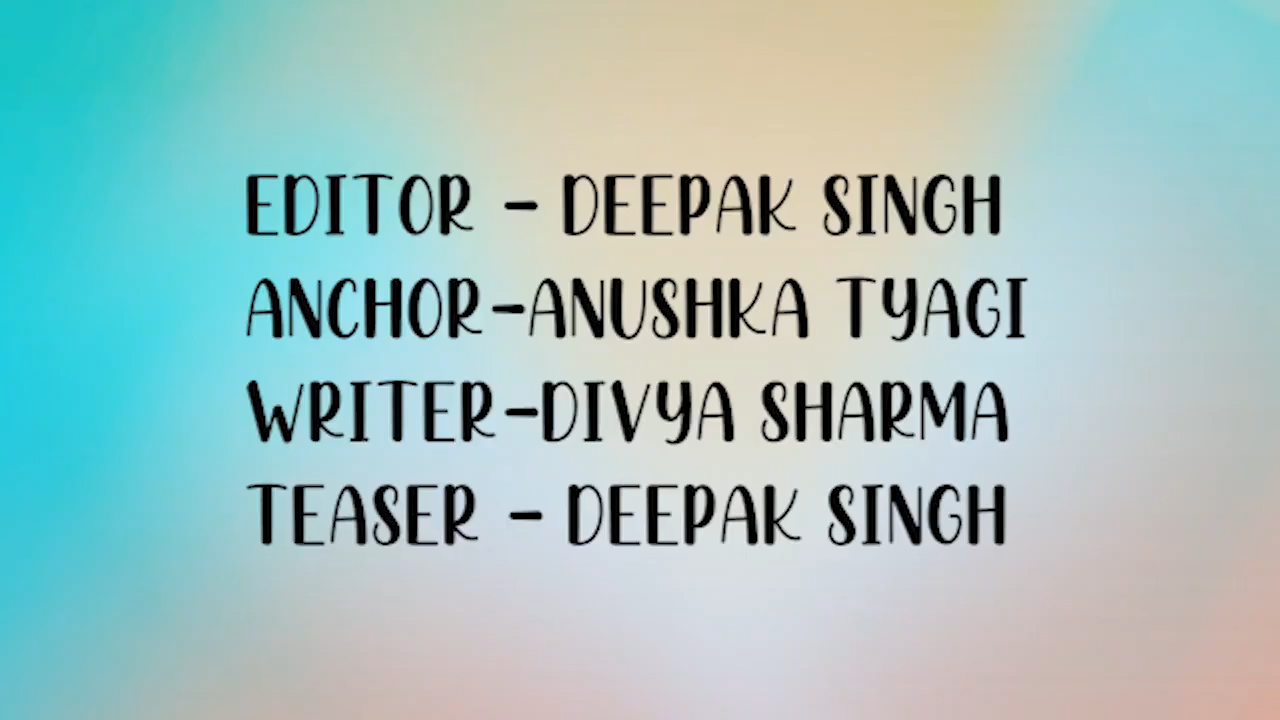 EDITOR - DEEPAK SINGH
ANCHOR-ANUSHKA TYAGI
WRITER-DIVYA SHARMA
TEASER - DEEPAK SINGH